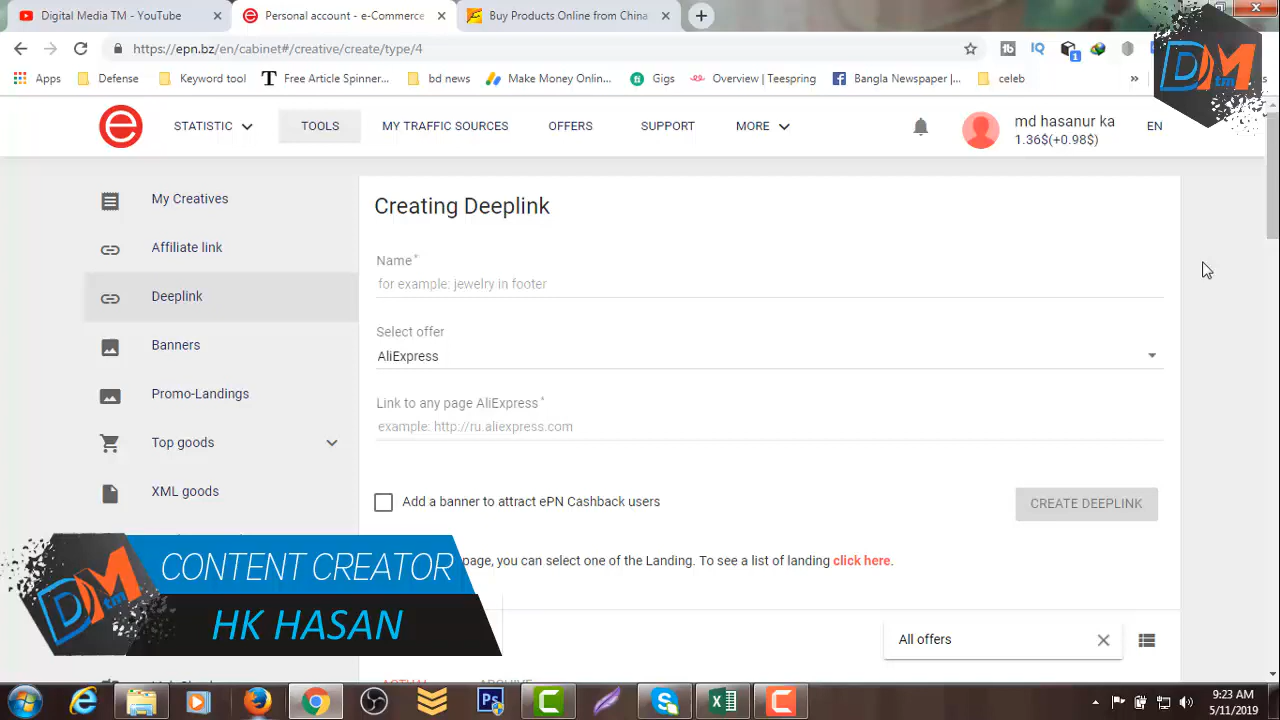 Digital Media TM - YouTube
Personal account - e-Commerce
Buy Products Online from China
https://epn.bz/en/cabinet#/creative/create/type/4
Apps
Defense
Keyword tool
Free Article Spinner...
bd news
Make Money Onlin...
Gigs
Overview | Teespring
Bangla Newspaper |...
celeb
»
DM
tm
STATISTIC
TOOLS
MY TRAFFIC SOURCES
OFFERS
SUPPORT
MORE
md hasanur ka
1.36$(+0.98$)
EN
My Creatives
Affiliate link
Deeplink
Banners
Promo-Landings
Top goods
XML goods
Creating Deeplink
Name*
for example: jewelry in footer
Select offer
AliExpress
Link to any page AliExpress*
example: http://ru.aliexpress.com
Add a banner to attract ePN Cashback users
CREATE DEEPLINK
page, you can select one of the Landing. To see a list of landing click here.
All offers
DM
tm
CONTENT CREATOR
HK HASAN
9:23 AM
5/11/2019